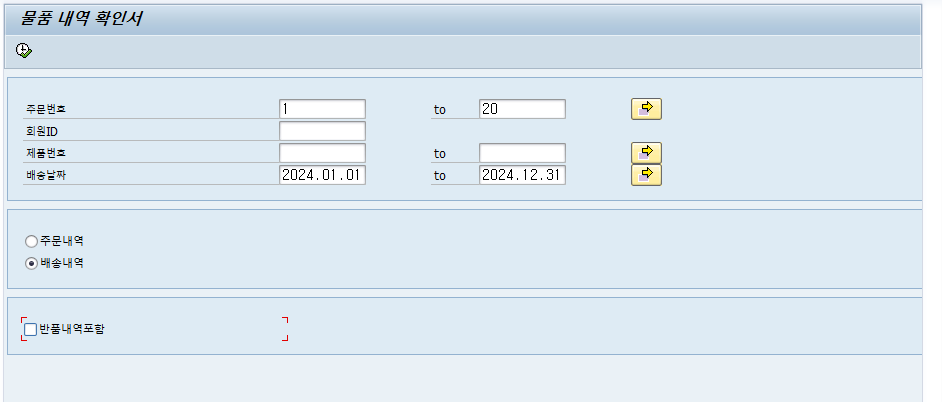 물품 내역 확인서
주문번호 1 to 20
회원ID
제품번호 to
배송날짜 2024.01.01 to 2024.12.31
주문내역
배송내역
반품내역포함